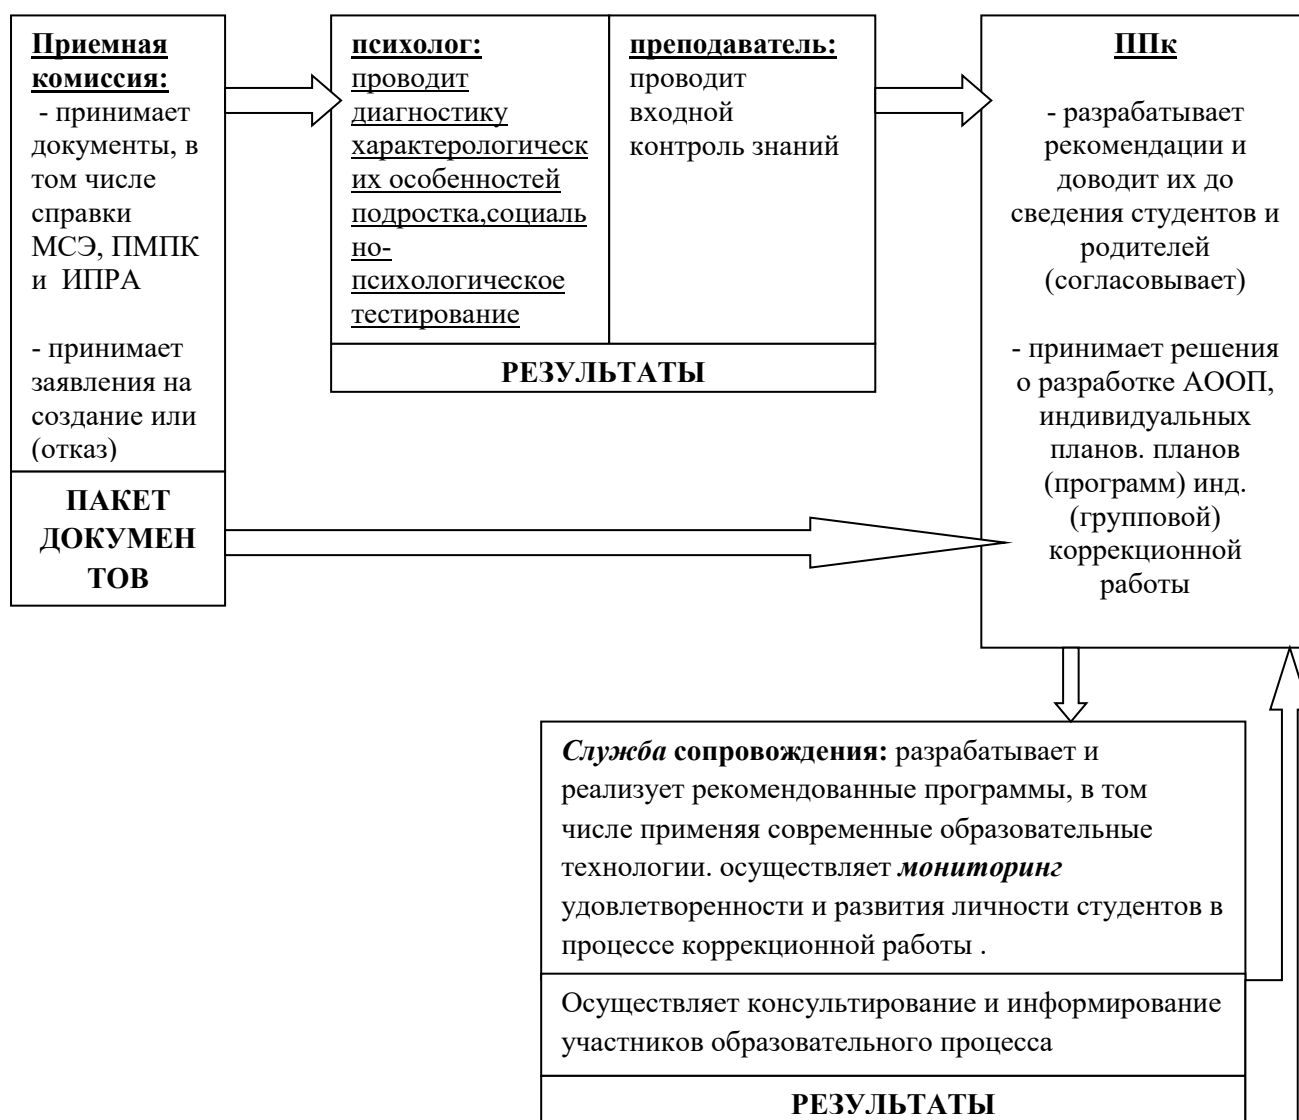 Приемная
комиссия:
- принимает
документы, в
том числе
справки
МСЭ, ПМПК
и ИПРА
- принимает
заявления на
создание или
(отказ)
ПАКЕТ
ДОКУМЕН
ТОВ
психолог:
проводит
диагностику
характерологическ
их особенностей
подростка,социаль
но-
психологическое
тестирование
преподаватель:
проводит
входной
контроль знаний
РЕЗУЛЬТАТЫ
ППк
- разрабатывает
рекомендации и
доводит их до
сведения студентов и
родителей
(согласовывает)
- принимает решения
о разработке АООП,
индивидуальных
планов. планов
(программ) инд.
(групповой)
коррекционной
работы
Служба сопровождения: разрабатывает и
реализует рекомендованные программы, в том
числе применяя современные образовательные
технологии. осуществляет мониторинг
удовлетворенности и развития личности студентов в
процессе коррекционной работы .
Осуществляет консультирование и информирование
участников образовательного процесса
РЕЗУЛЬТАТЫ